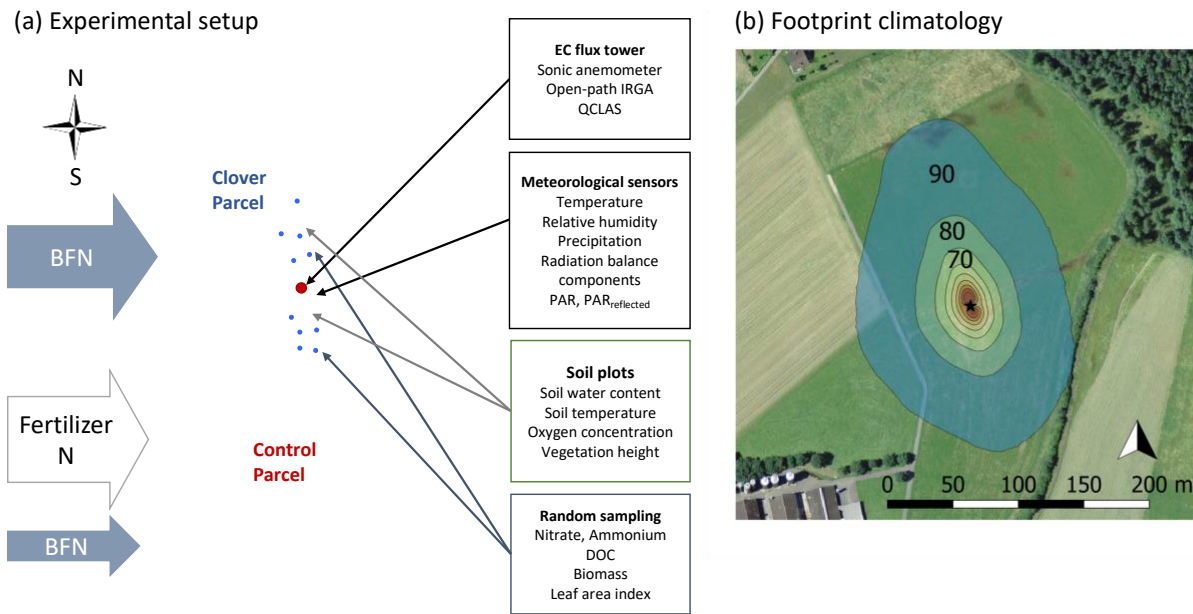 (a) Experimental setup
N
S
BFN
Fertilizer
N
BFN
Clover
Parcel
Control
Parcel
EC flux tower
Sonic anemometer
Open-path IRGA
QCLAS
Meteorological sensors
Temperature
Relative humidity
Precipitation
Radiation balance
components
PAR, PARreflected
Soil plots
Soil water content
Soil temperature
Oxygen concentration
Vegetation height
Random sampling
Nitrate, Ammonium
DOC
Biomass
Leaf area index
(b) Footprint climatology
90
80
70
0 50 100 150 200 m